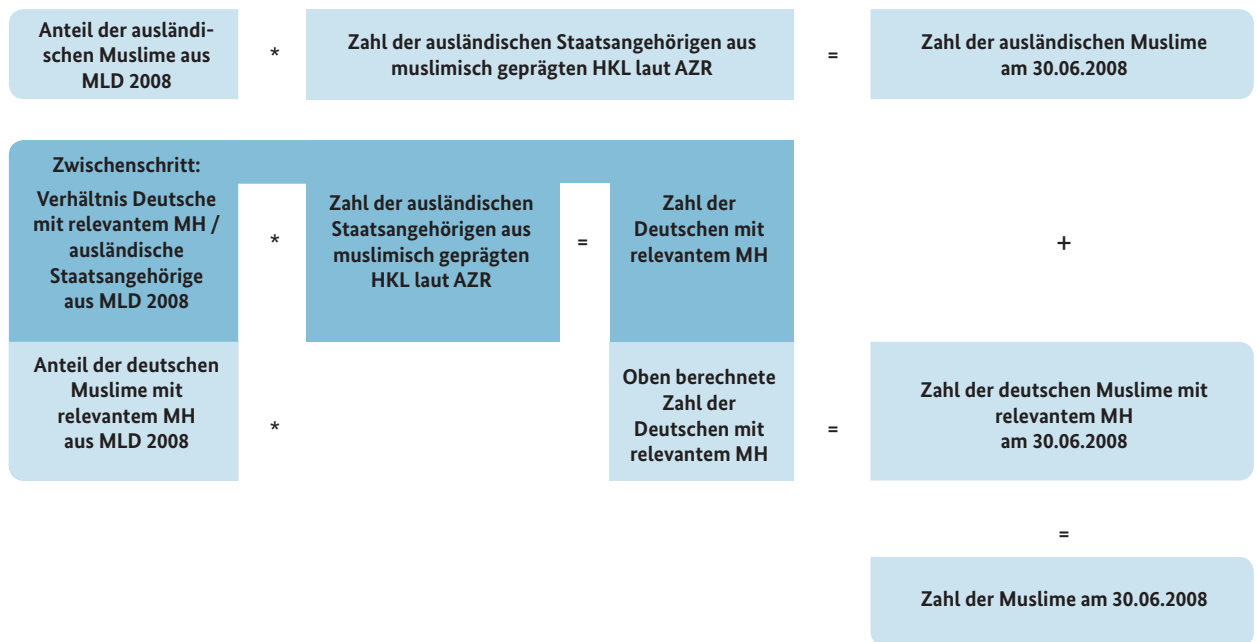 Anteil der ausländi-
schen Muslime aus
MLD 2008
*
Zahl der ausländischen Staatsangehörigen aus
muslimisch geprägten HKL laut AZR
=
Zahl der ausländischen Muslime
am 30.06.2008
Zwischenschritt:
Verhältnis Deutsche
mit relevantem MH /
ausländische
Staatsangehörige
aus MLD 2008
*
Zahl der ausländischen
Staatsangehörigen aus
muslimisch geprägten
HKL laut AZR
=
Zahl der
Deutschen mit
relevantem MH
+
Anteil der deutschen
Muslime mit
relevantem MH
aus MLD 2008
*
Oben berechnete
Zahl der
Deutschen mit
relevantem MH
=
Zahl der deutschen Muslime mit
relevantem MH
am 30.06.2008
=
Zahl der Muslime am 30.06.2008